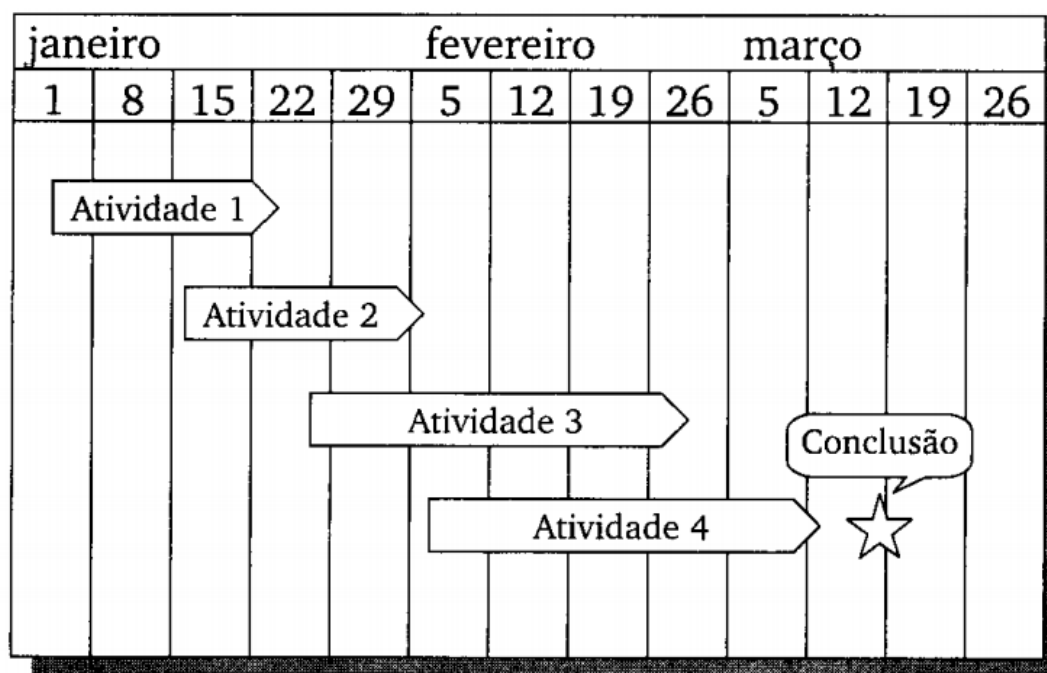 janeiro fevereiro março
1 8 15 22 29 5 12 19 26 5 12 19 26
Atividade 1
Atividade 2
Atividade 3
Conclusão
Atividade 4